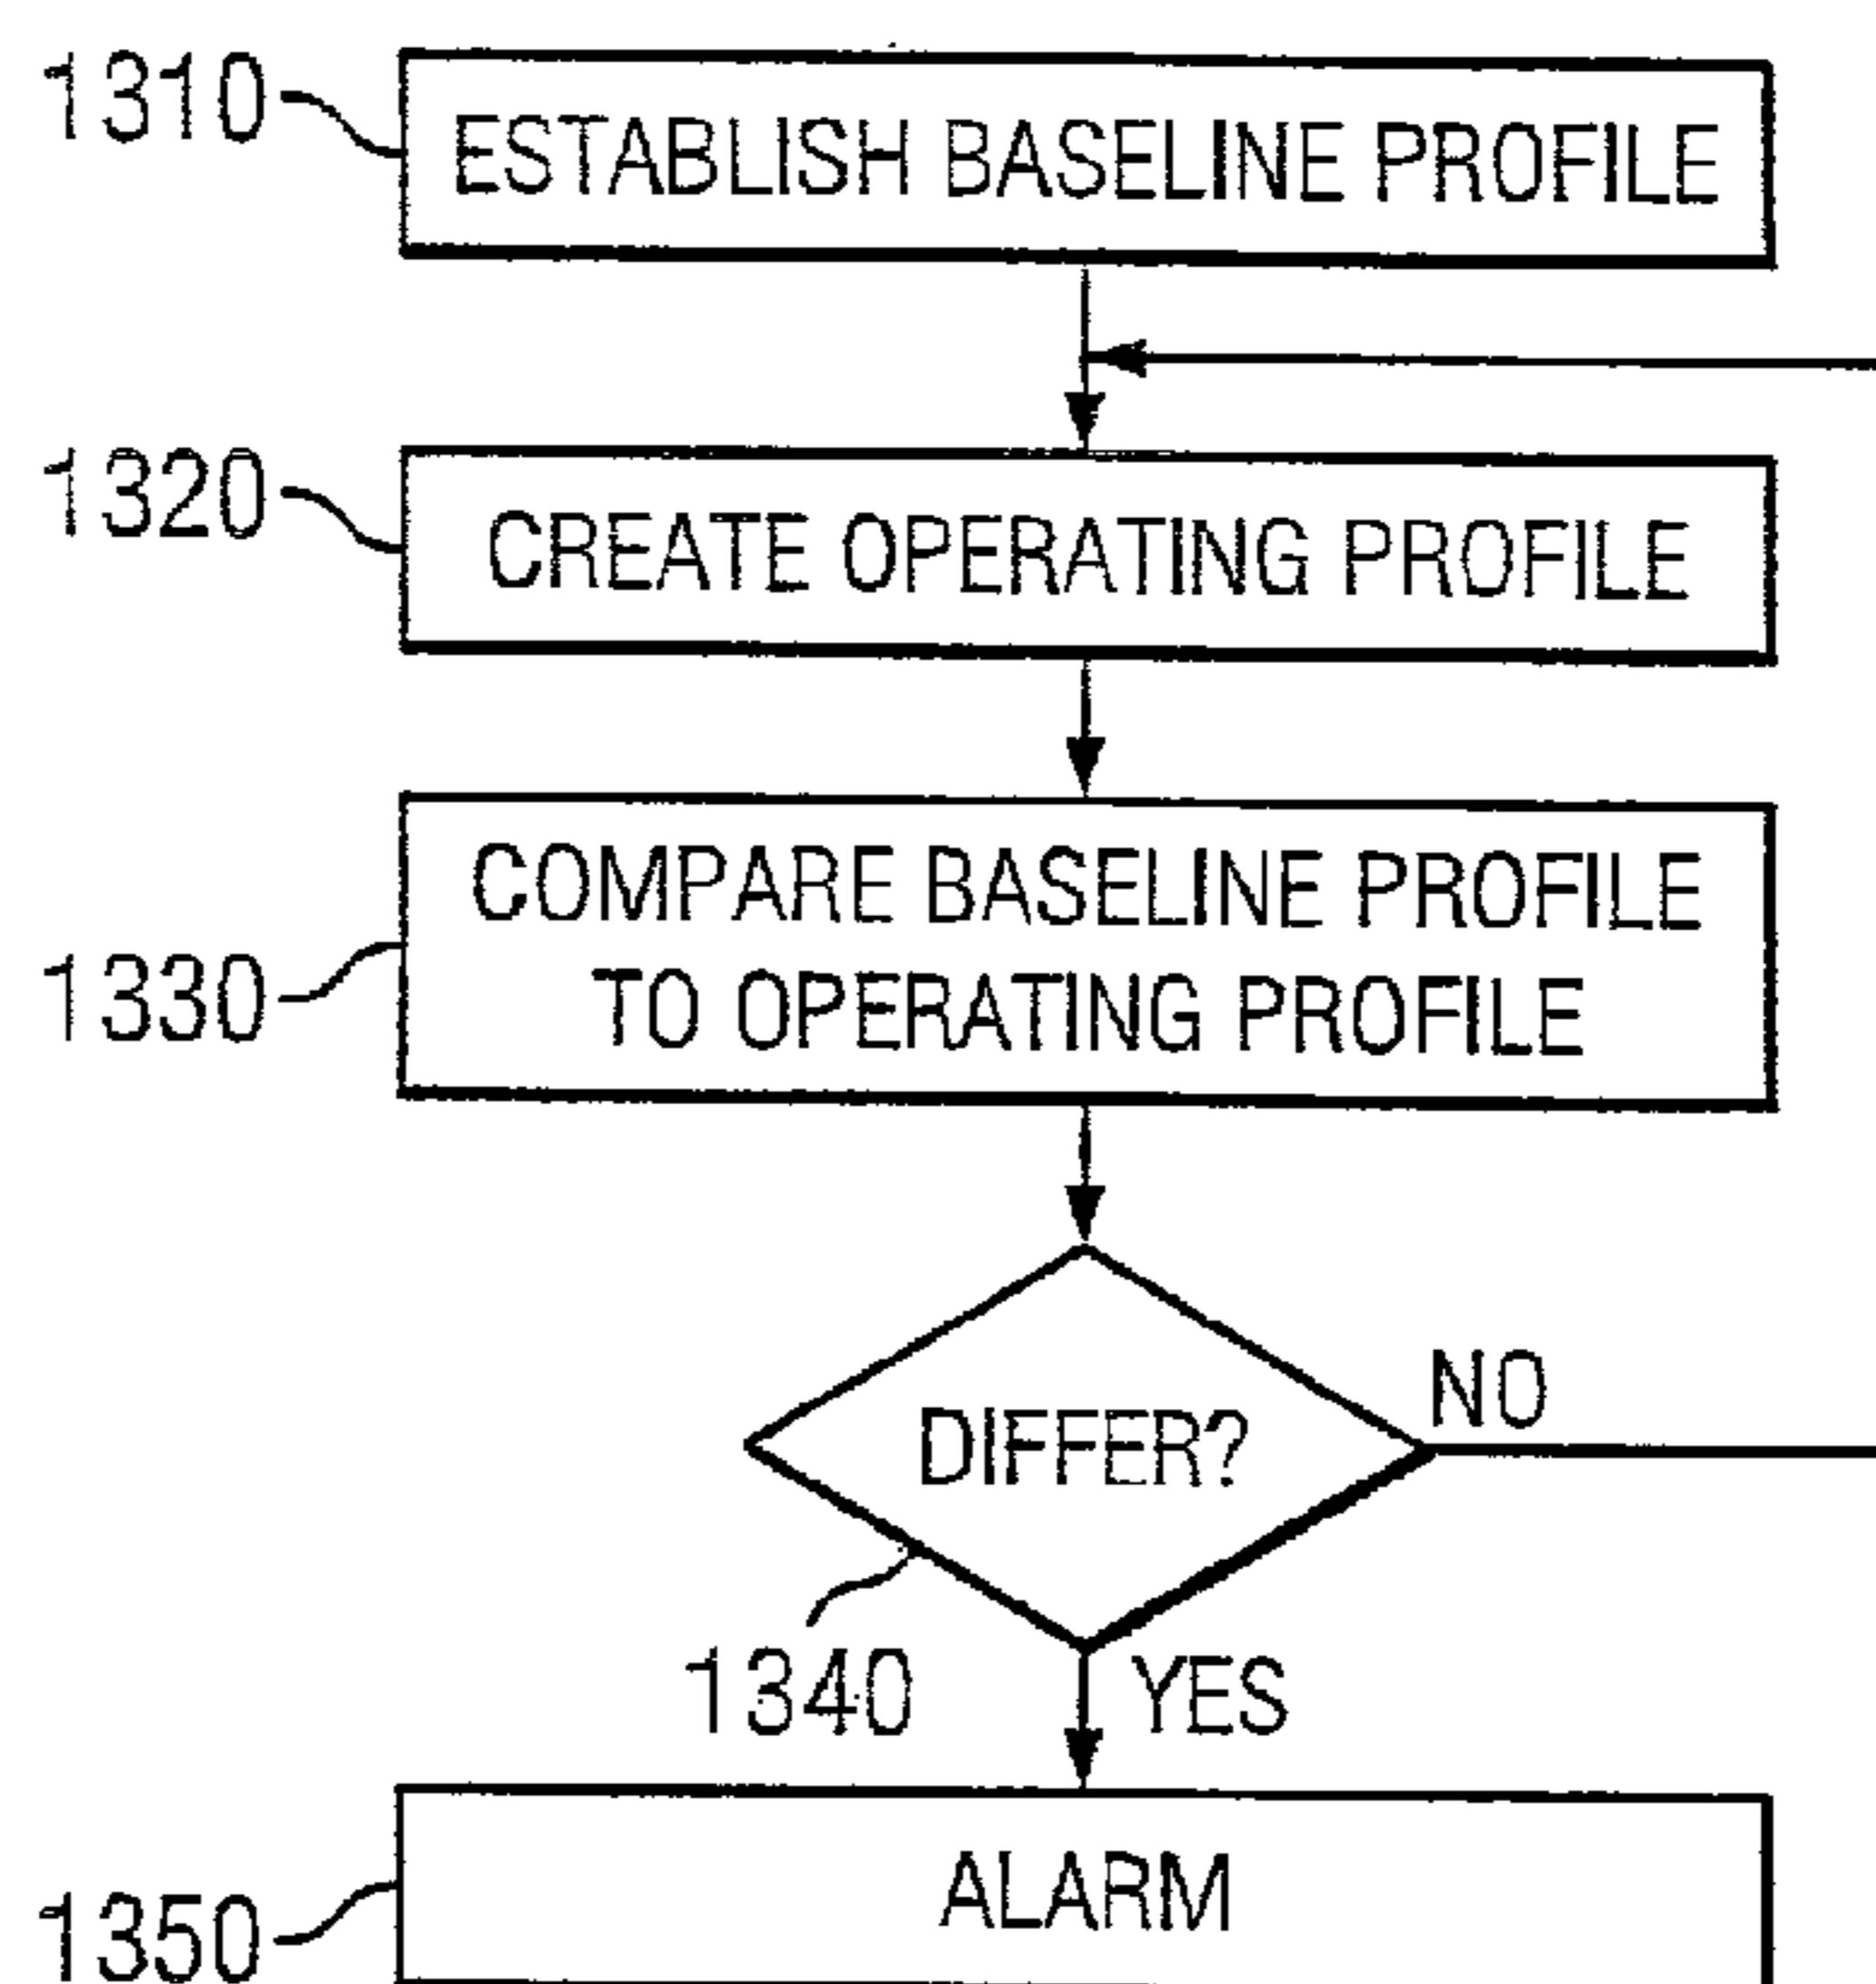 1310
ESTABLISH BASELINE PROFILE
1320
CREATE OPERATING PROFILE
COMPARE BASELINE PROFILE
TO OPERATING PROFILE
1330
NO
DIFFER?
1340
YES
ALARM
1350